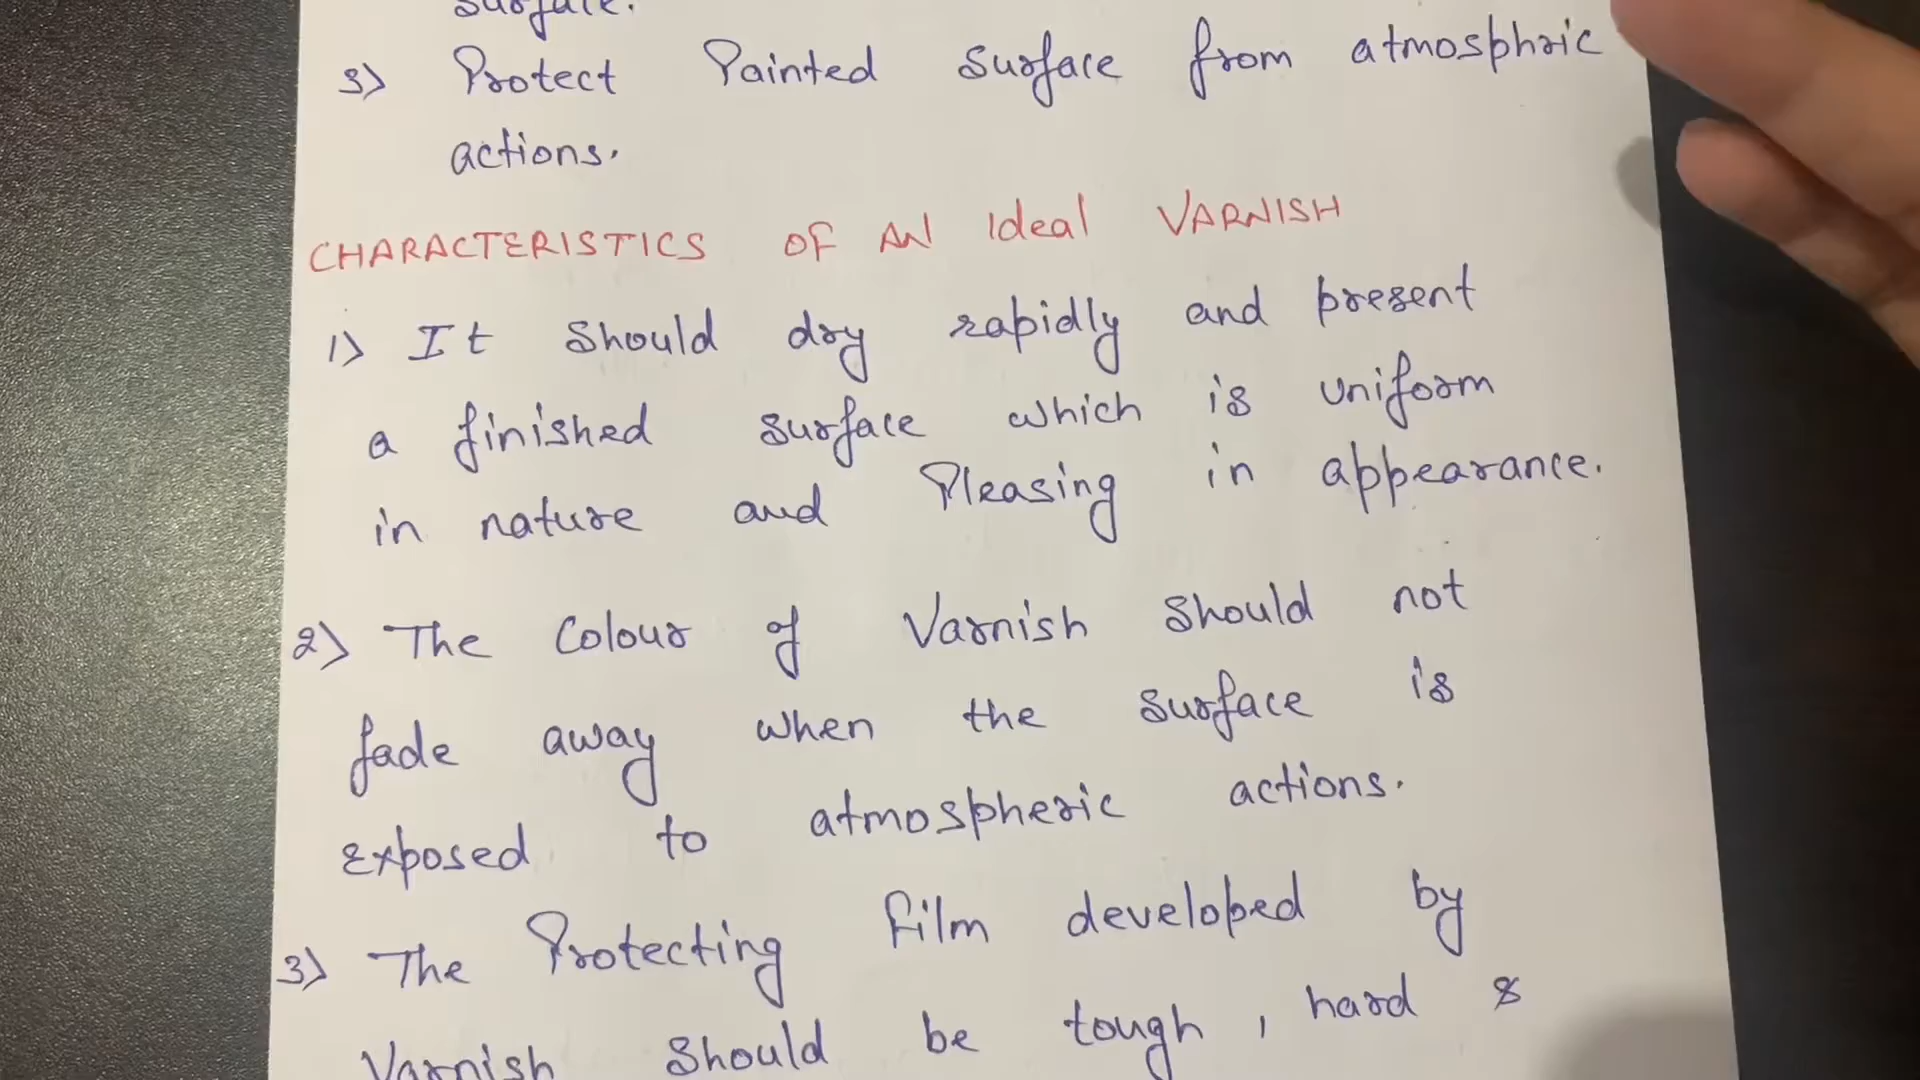 surface.
3) Protect Painted surface from atmosphric
actions.
CHARACTERISTICS OF AN Ideal VARNISH
1) It should dry rapidly and present
a finished surface which is uniform
in nature and Pleasing in appearance.
2) The Colour of Varnish should not
fade away when the surface is
exposed to atmospheric actions.
3) The Protecting film developed by
Varnish should be tough, hard &